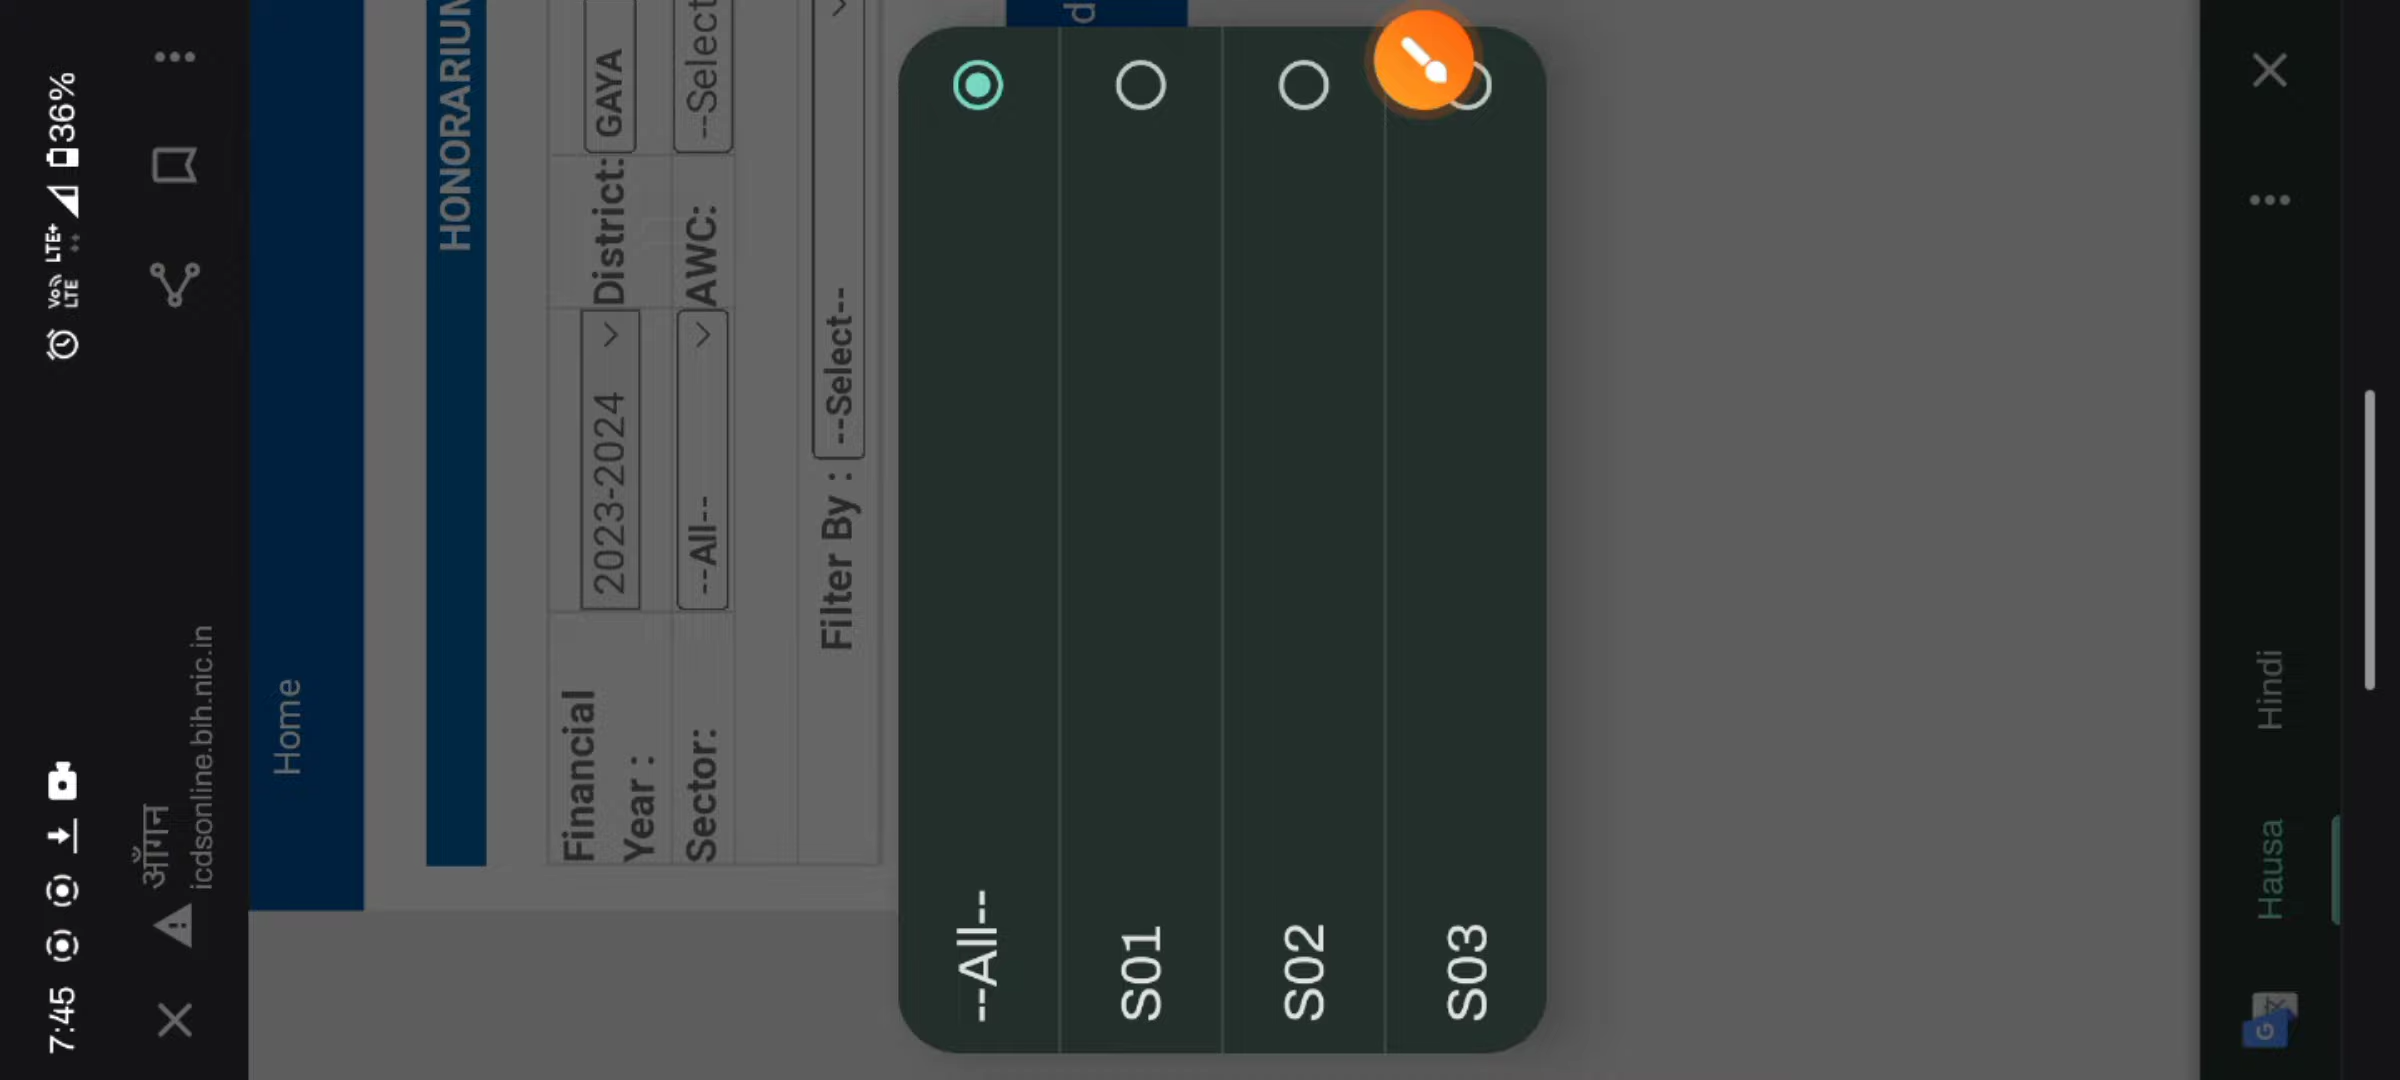 7:45
LTE
LTE+
36%
ऑंगन
icdsonline.bih.nic.in
Home
HONORARIUM
Financial
Year :
2023-2024
District:
GAYA
Sector:
--All--
AWC:
--Select
Filter By :
--Select--
--All--
S01
S02
S03
Hausa
Hindi